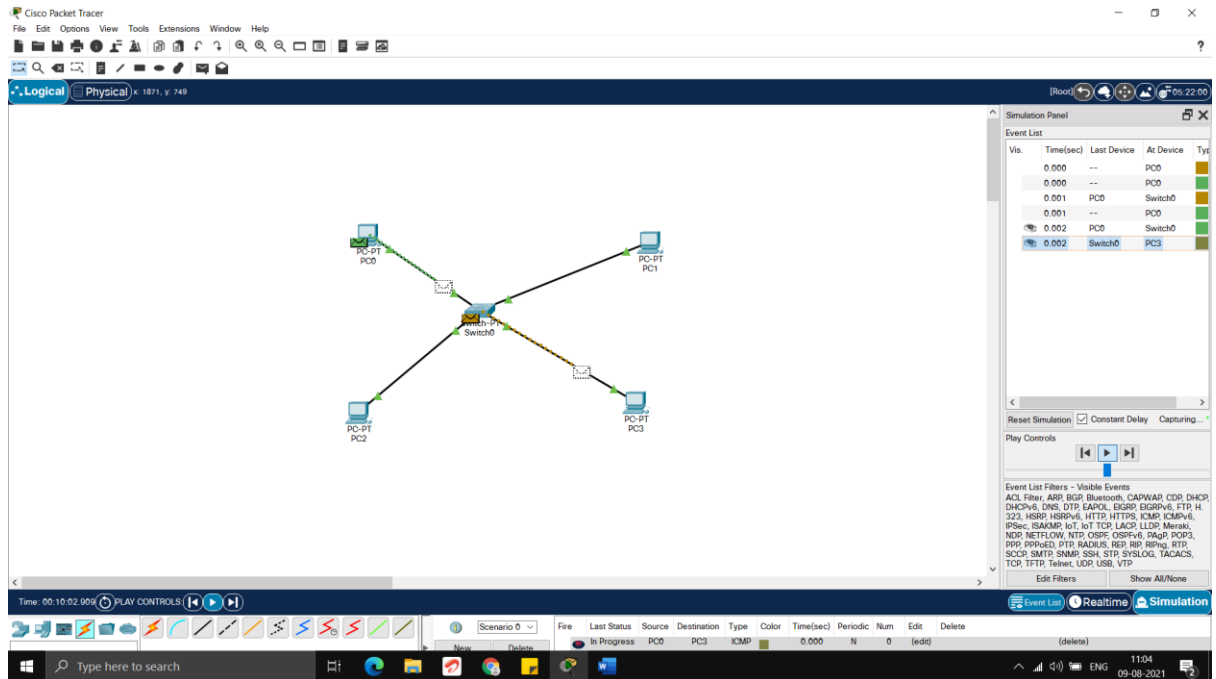 Cisco Packet Tracer
File Edit Options View Tools Extensions Window Help
?
Logical Physical x: 1871, y: 749 [Root] 05:22:00
Simulation Panel
Event List
Vis. Time(sec) Last Device At Device Typ
0.000 -- PC0
0.000 -- PC0
0.001 PC0 Switch0
0.001 -- PC0
0.002 PC0 Switch0
0.002 Switch0 PC3
PC-PT
PC0
PC-PT
PC1
Switch-PT
Switch0
PC-PT
PC2
PC-PT
PC3
Reset Simulation Constant Delay Capturing...
Play Controls
Event List Filters - Visible Events
ACL Filter, ARP, BGP, Bluetooth, CAPWAP, CDP, DHCP,
DHCPv6, DNS, DTP, EAPOL, EIGRP, EIGRPv6, FTP, H.
323, HSRP, HSRPv6, HTTP, HTTPS, ICMP, ICMPv6,
IPSec, ISAKMP, IoT, IoT TCP, LACP, LLDP, Meraki,
NDP, NETFLOW, NTP, OSPF, OSPFv6, PAgP, POP3,
PPP, PPPoED, PTP, RADIUS, REP, RIP, RIPng, RTP,
SCCP, SMTP, SNMP, SSH, STP, SYSLOG, TACACS,
TCP, TFTP, Telnet, UDP, USB, VTP
Edit Filters Show All/None
Time: 00:10:02.909 PLAY CONTROLS: Event List Realtime Simulation
Scenario 0 Fire Last Status Source Destination Type Color Time(sec) Periodic Num Edit Delete
New Delete In Progress PC0 PC3 ICMP 0.000 N 0 (edit) (delete)
Type here to search ENG 11:04
09-08-2021